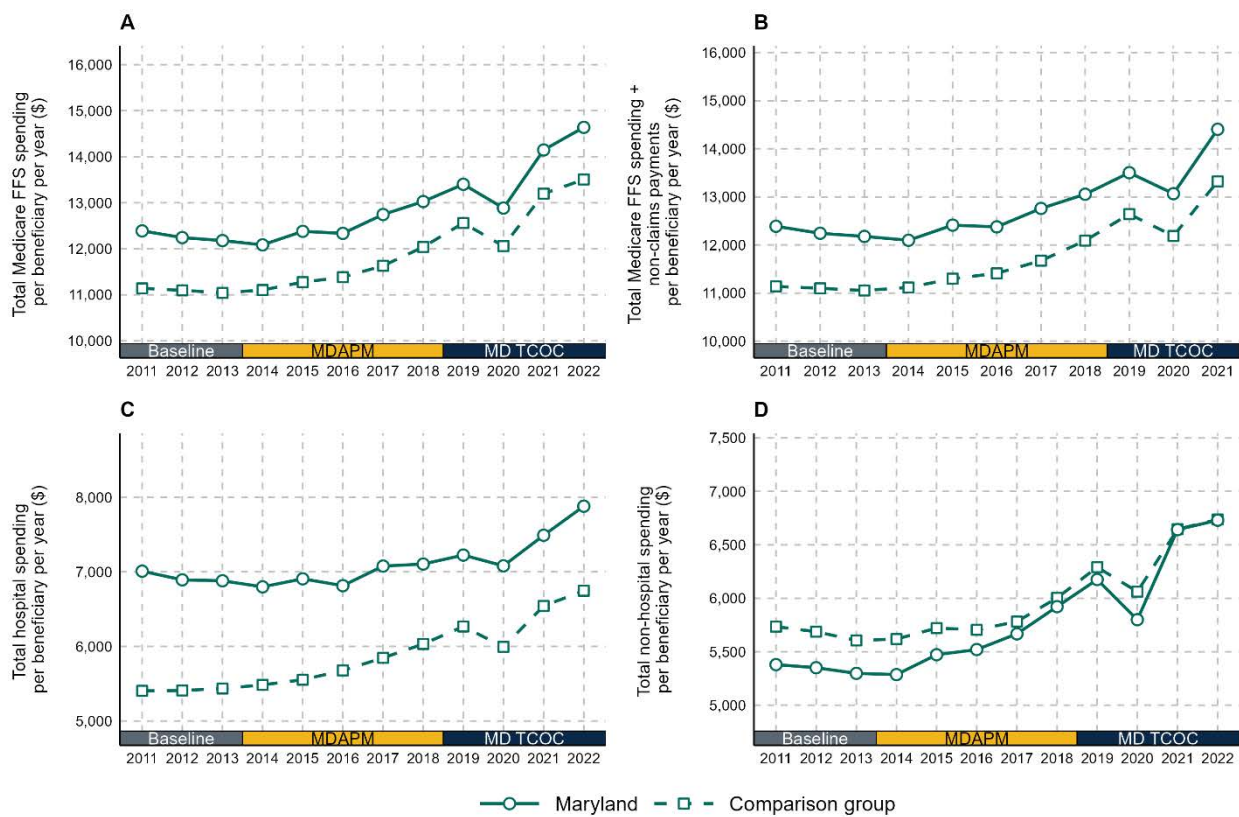 A
Total Medicare FFS spending
per beneficiary per year ($)
16,000
15,000
14,000
13,000
12,000
11,000
10,000
Baseline MDAPM MD TCOC
2011 2012 2013 2014 2015 2016 2017 2018 2019 2020 2021 2022
B
Total Medicare FFS spending +
non-claims payments
per beneficiary per year ($)
16,000
15,000
14,000
13,000
12,000
11,000
10,000
Baseline MDAPM MD TCOC
2011 2012 2013 2014 2015 2016 2017 2018 2019 2020 2021
C
Total hospital spending
per beneficiary per year ($)
8,000
7,000
6,000
5,000
Baseline MDAPM MD TCOC
2011 2012 2013 2014 2015 2016 2017 2018 2019 2020 2021 2022
D
Total non-hospital spending
per beneficiary per year ($)
7,500
7,000
6,500
6,000
5,500
5,000
Baseline MDAPM MD TCOC
2011 2012 2013 2014 2015 2016 2017 2018 2019 2020 2021 2022
Maryland Comparison group